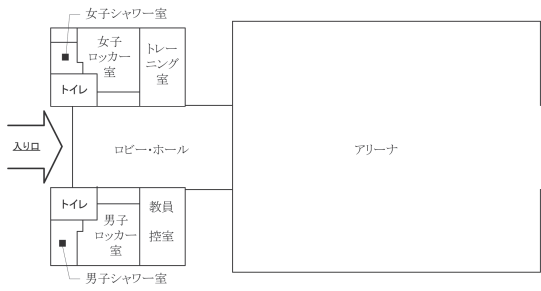 女子シャワー室
女子
ロッカー
室
トレー
ニング
室
トイレ
入り口
ロビー・ホール
アリーナ
トイレ
男子
ロッカー
室
教員
控室
男子シャワー室